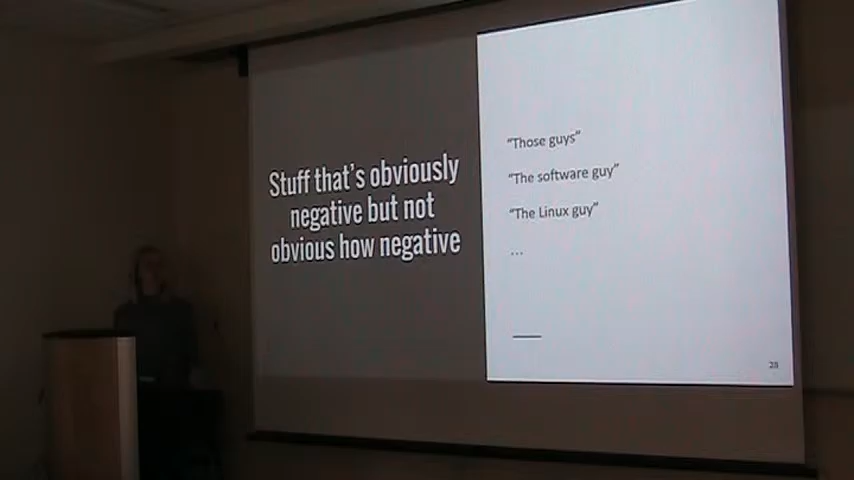 Stuff that's obviously
negative but not
obvious how negative
"Those guys"
"The software guy"
"The Linux guy"
...
28